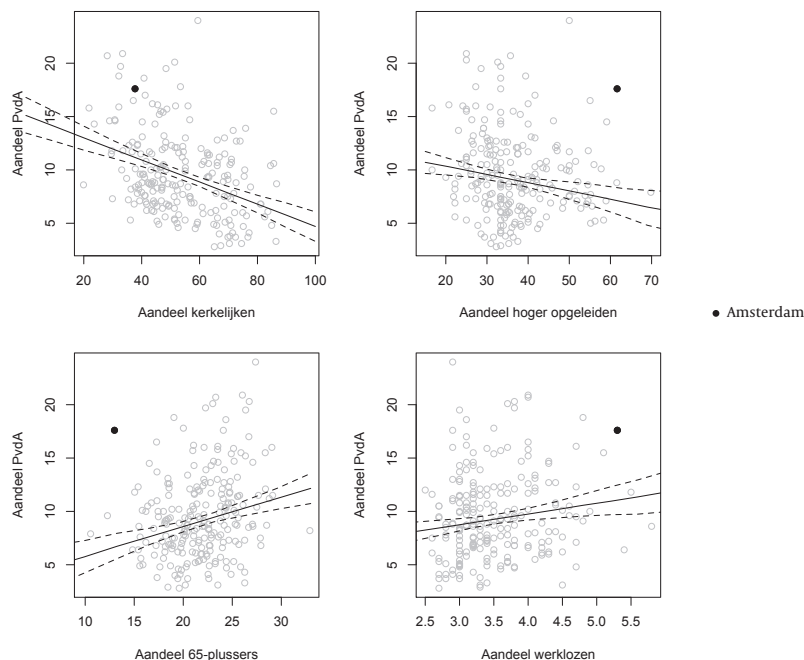 20
15
10
5
Aandeel PvdA
20 40 60 80 100
Aandeel kerkelijken
20
15
10
5
Aandeel PvdA
20 30 40 50 60 70
Aandeel hoger opgeleiden
Amsterdam
20
15
10
5
Aandeel PvdA
10 15 20 25 30
Aandeel 65-plussers
20
15
10
5
Aandeel PvdA
2.5 3.0 3.5 4.0 4.5 5.0 5.5
Aandeel werklozen